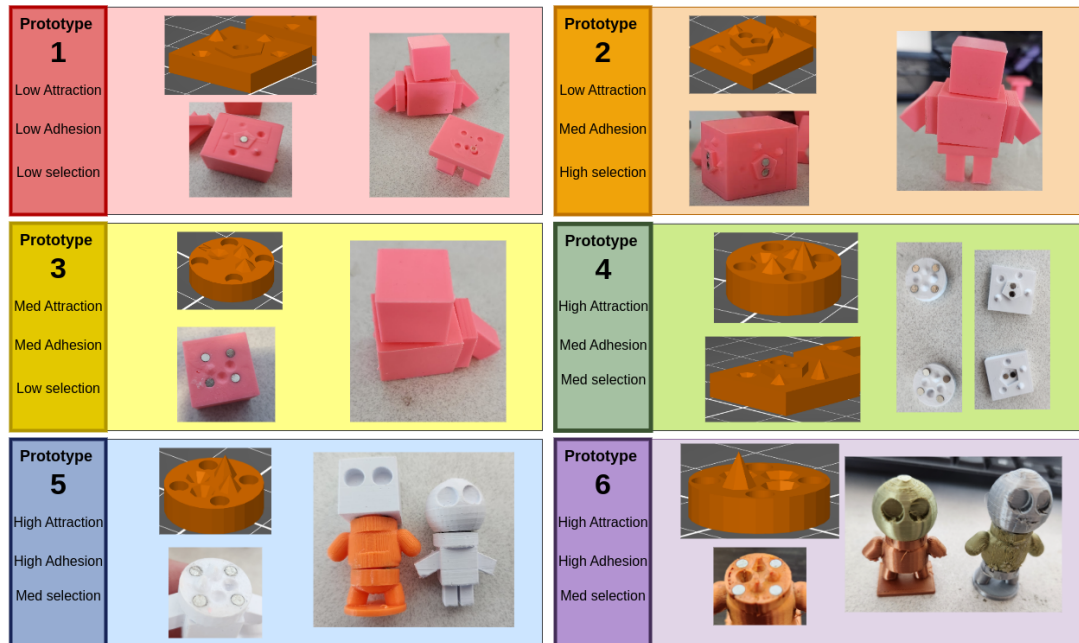 Prototype
1
Low Attraction
Low Adhesion
Low selection
Prototype
2
Low Attraction
Med Adhesion
High selection
Prototype
3
Med Attraction
Med Adhesion
Low selection
Prototype
4
High Attraction
Med Adhesion
Med selection
Prototype
5
High Attraction
High Adhesion
Med selection
Prototype
6
High Attraction
High Adhesion
Med selection